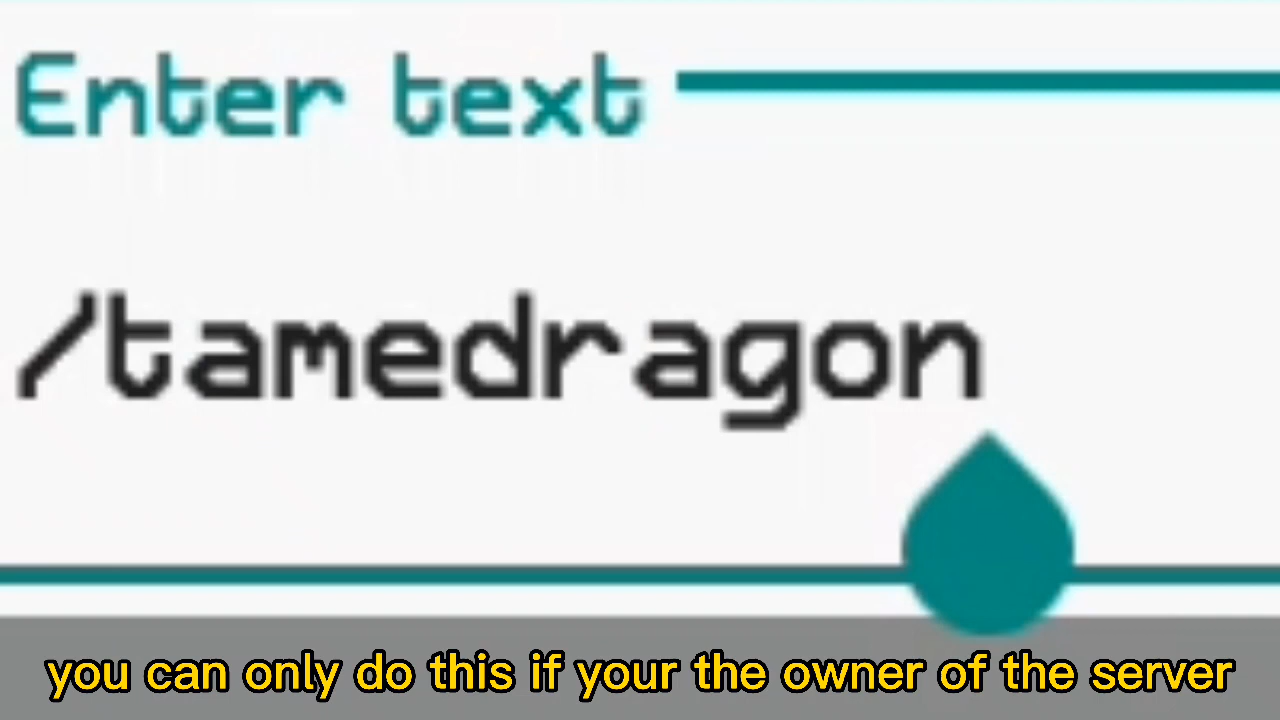 Enter text
/tamedragon
you can only do this if your the owner of the server